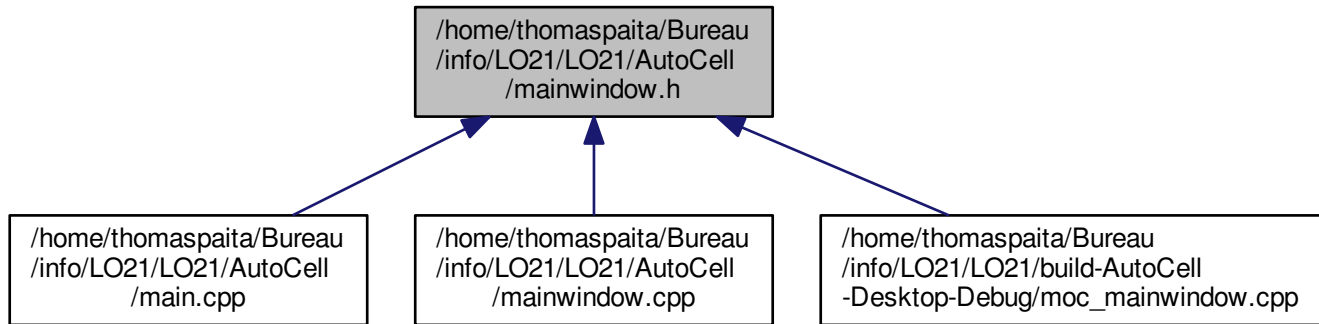 /home/thomaspaita/Bureau
/info/LO21/LO21/AutoCell
/mainwindow.h
/home/thomaspaita/Bureau
/info/LO21/LO21/AutoCell
/main.cpp
/home/thomaspaita/Bureau
/info/LO21/LO21/AutoCell
/mainwindow.cpp
/home/thomaspaita/Bureau
/info/LO21/LO21/build-AutoCell
-Desktop-Debug/moc_mainwindow.cpp